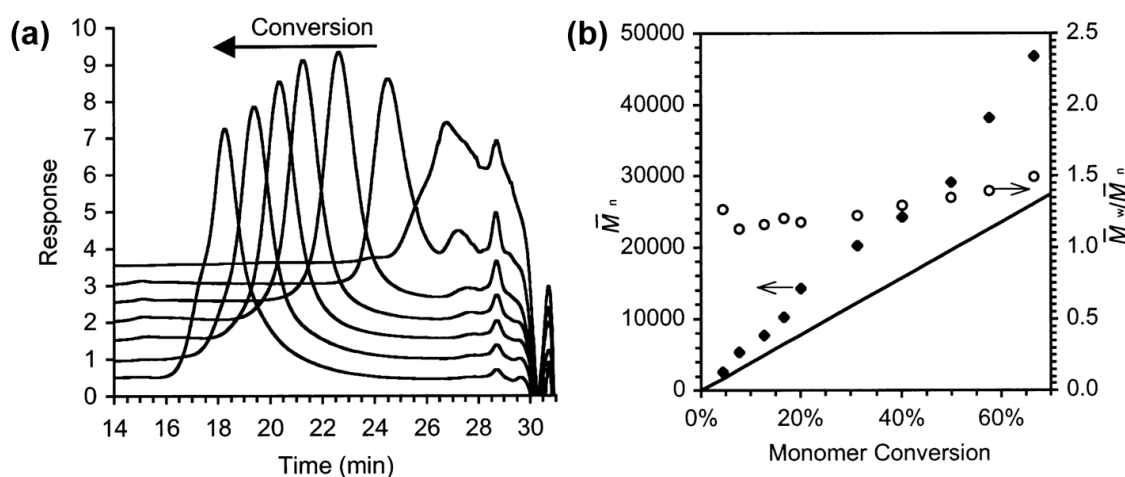 (a)
Conversion
Response
10
9
8
7
6
5
4
3
2
1
0
14 16 18 20 22 24 26 28 30
Time (min)
(b)
M̅n
50000
40000
30000
20000
10000
0
2.5
2.0
1.5
1.0
0.5
0.0
M̅w/M̅n
0% 20% 40% 60%
Monomer Conversion